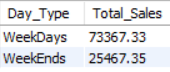 Day_Type Total_Sales
WeekDays 73367.33
WeekEnds 25467.35